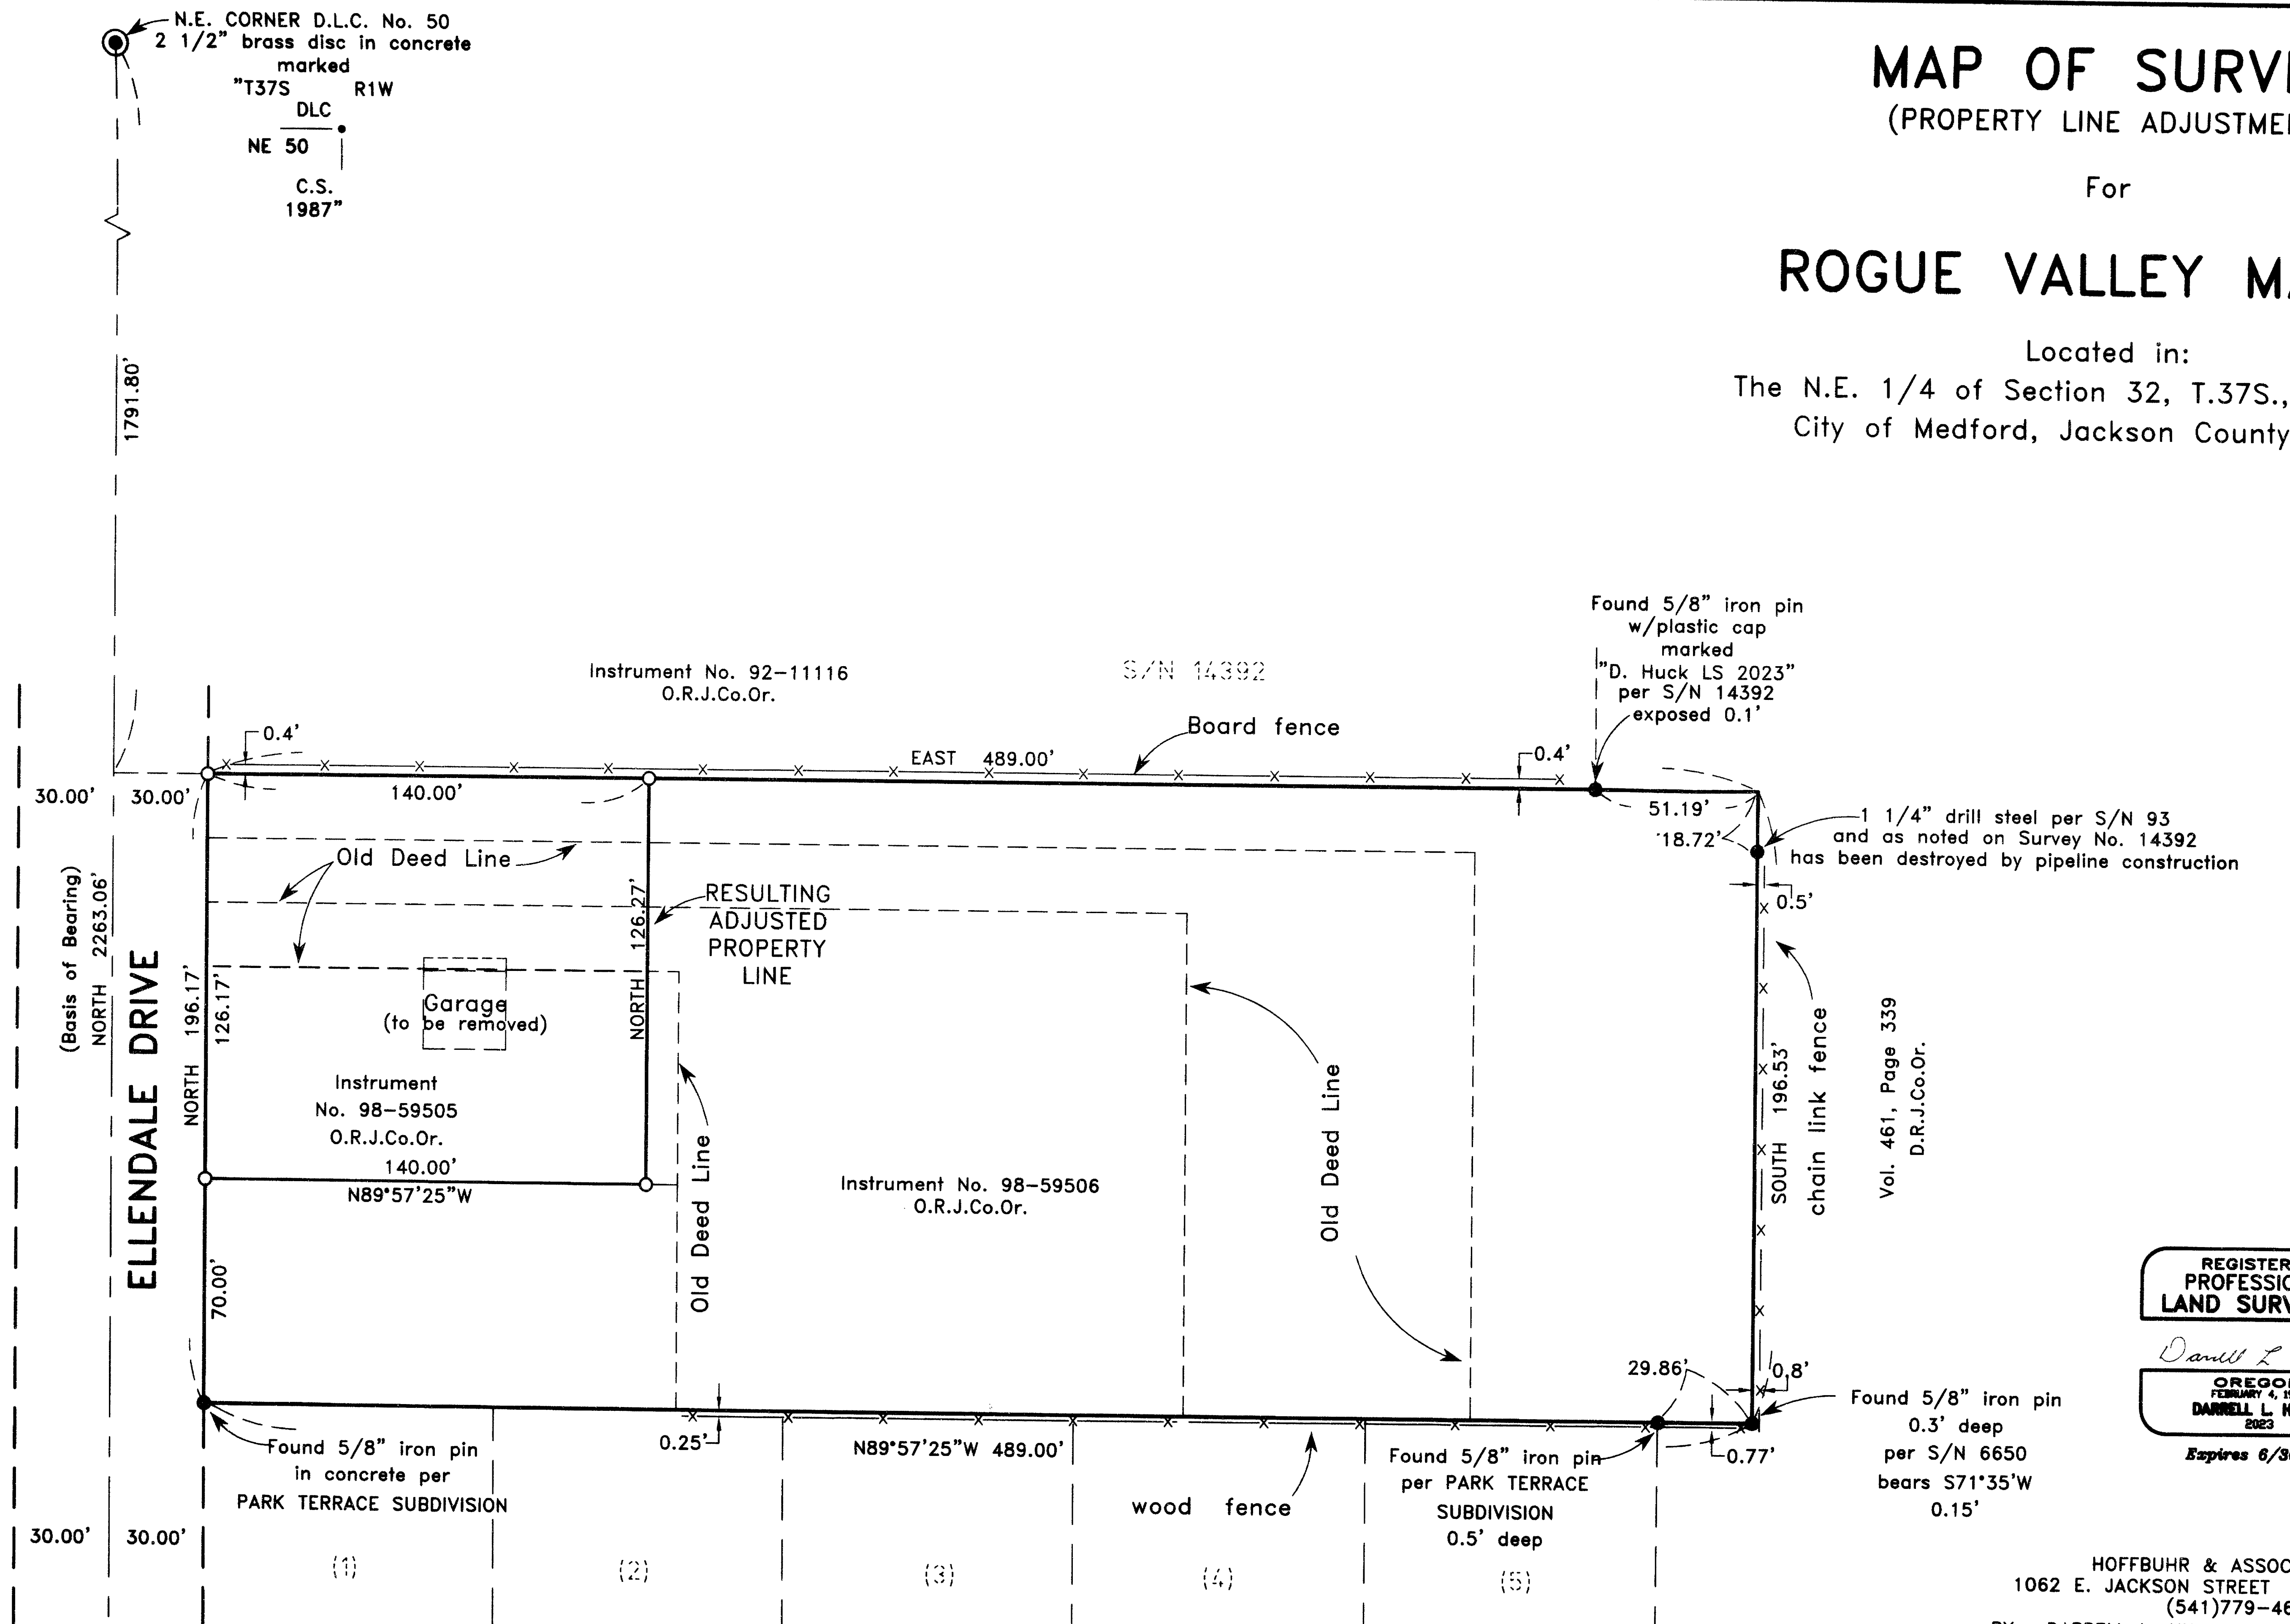 N.E. CORNER D.L.C. No. 50
2 1/2" brass disc in concrete
marked
"T37S R1W
DLC
NE 50
C.S.
1987"
1791.80'
MAP OF
(PROPERTY LINE
For
ROGUE VALLEY
Located in:
The N.E. 1/4 of Section 32, T.37S.,
City of Medford, Jackson County
Found 5/8" iron pin
w/plastic cap
marked
"D. Huck LS 2023"
per S/N 14392
exposed 0.1'
Instrument No. 92-11116
O.R.J.Co.Or.
S/N 14392
Board fence
0.4'
EAST 489.00'
0.4'
30.00'
30.00'
140.00'
51.19'
18.72'
1 1/4" drill steel per S/N 93
and as noted on Survey No. 14392
has been destroyed by pipeline construction
0.5'
Old Deed Line
RESULTING
ADJUSTED
PROPERTY
LINE
NORTH 126.27'
(Basis of Bearing)
NORTH 2263.06'
ELLENDALE DRIVE
NORTH 196.17'
126.17'
Garage
(to be removed)
Instrument
No. 98-59505
O.R.J.Co.Or.
140.00'
N89°57'25"W
Old Deed Line
Instrument No. 98-59506
O.R.J.Co.Or.
Old Deed Line
SOUTH 196.53'
chain link fence
Vol. 461, Page 339
D.R.J.Co.Or.
70.00'
29.86'
0.8'
Found 5/8" iron pin
0.3' deep
per S/N 6650
bears S71°35'W
0.15'
Found 5/8" iron pin
in concrete per
PARK TERRACE SUBDIVISION
0.25'
N89°57'25"W 489.00'
wood fence
Found 5/8" iron pin
per PARK TERRACE
SUBDIVISION
0.5' deep
0.77'
30.00'
30.00'
(1)
(2)
(3)
(4)
(5)
LAND
Darrell L
FEBRUARY 4,
DARRELL L.
2023
Expires
HOFFBUHR &
1062 E. JACKSON STREET
(541)779-